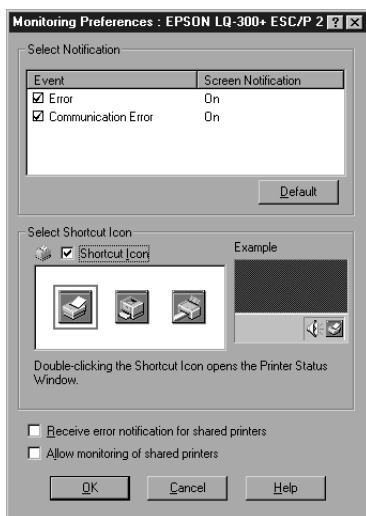 Monitoring Preferences : EPSON LQ-300+ ESC/P 2
Select Notification
Event Screen Notification
Error On
Communication Error On
Default
Select Shortcut Icon
Shortcut Icon Example
Double-clicking the Shortcut Icon opens the Printer Status
Window.
Receive error notification for shared printers
Allow monitoring of shared printers
OK Cancel Help